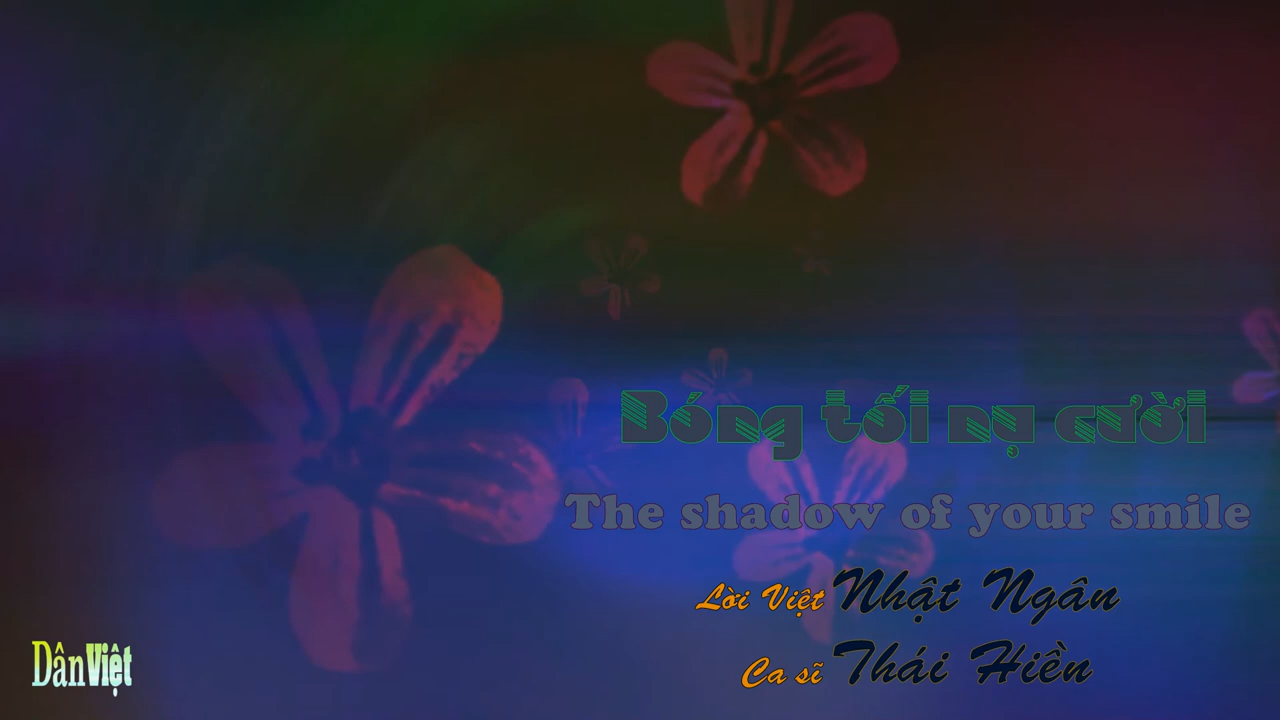 Bóng tối nụ cười
The shadow of your smile
Lời Việt Nhật Ngân
Ca sĩ Thái Hiền
Dân Việt